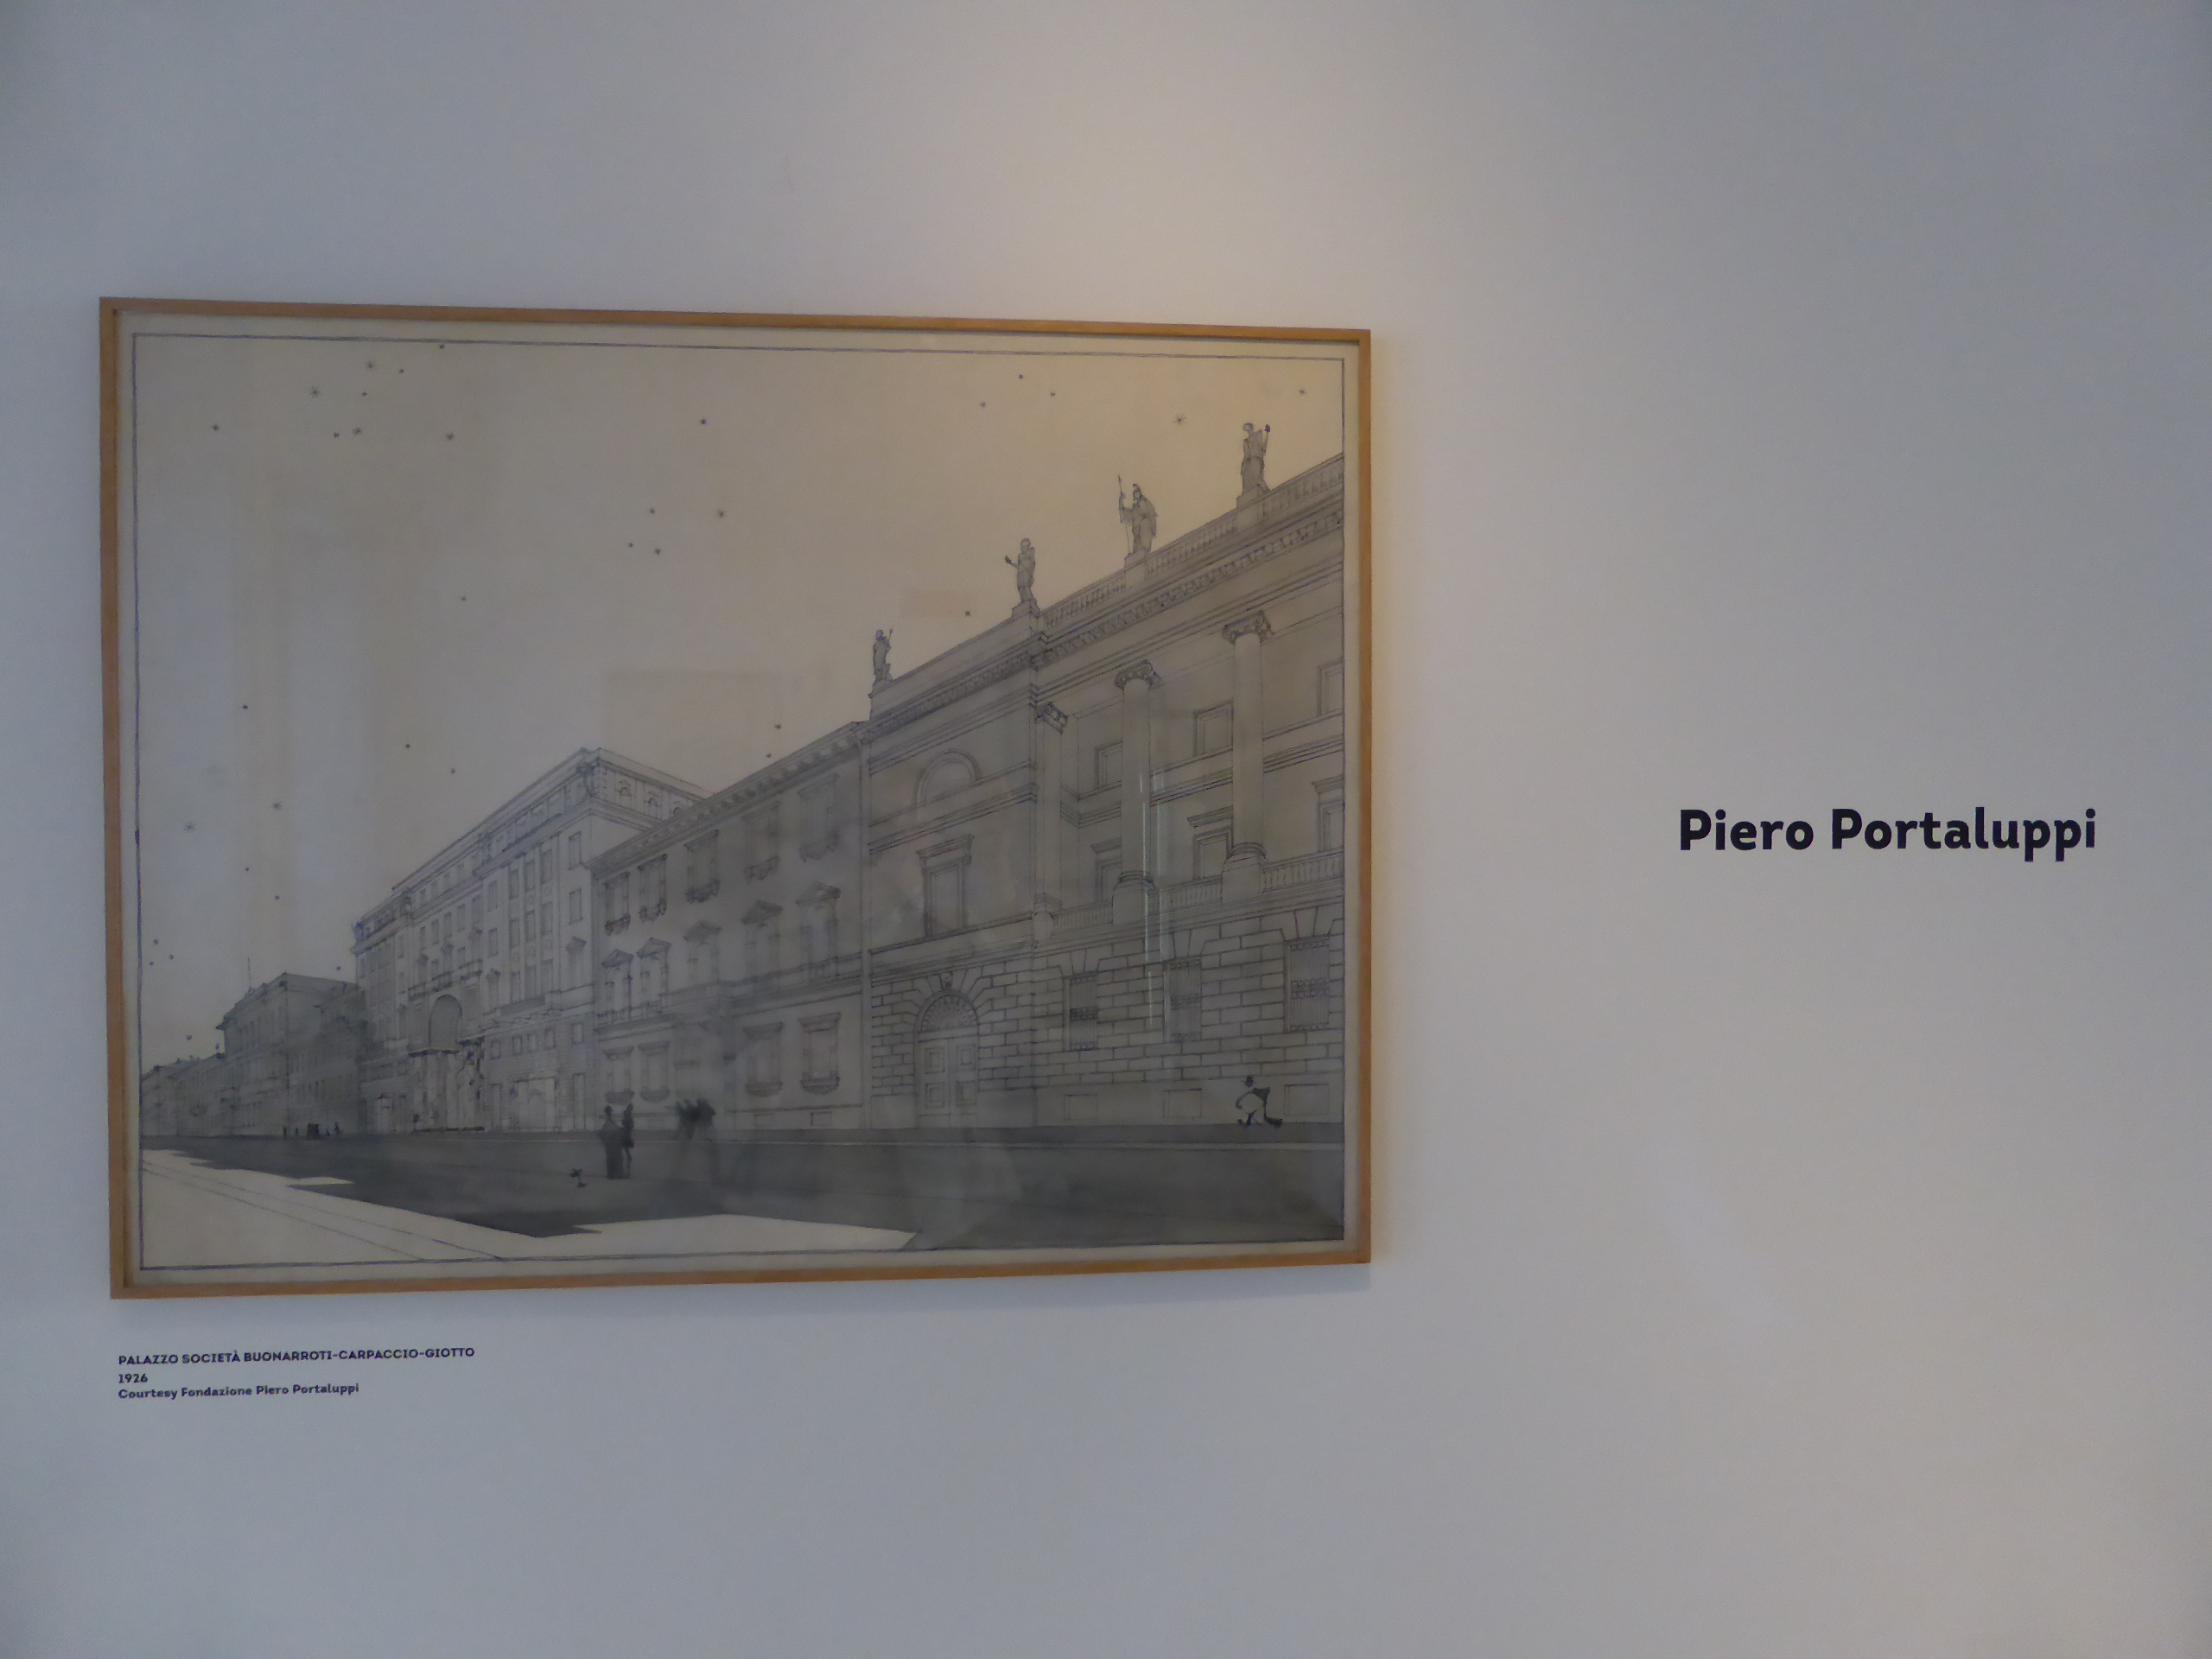 Piero Portaluppi
PALAZZO SOCIETÀ BUONARROTI-CARPACCIO-GIOTTO
1926
Courtesy Fondazione Piero Portaluppi